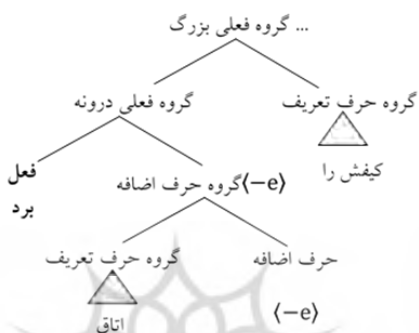 گروه فعلی بزرگ ...
گروه حرف تعریف
گروه فعلی درونه
کیفش را
گروه حرف اضافه⟨−e⟩
فعل
برد
حرف اضافه
گروه حرف تعریف
⟨−e⟩
اتاق